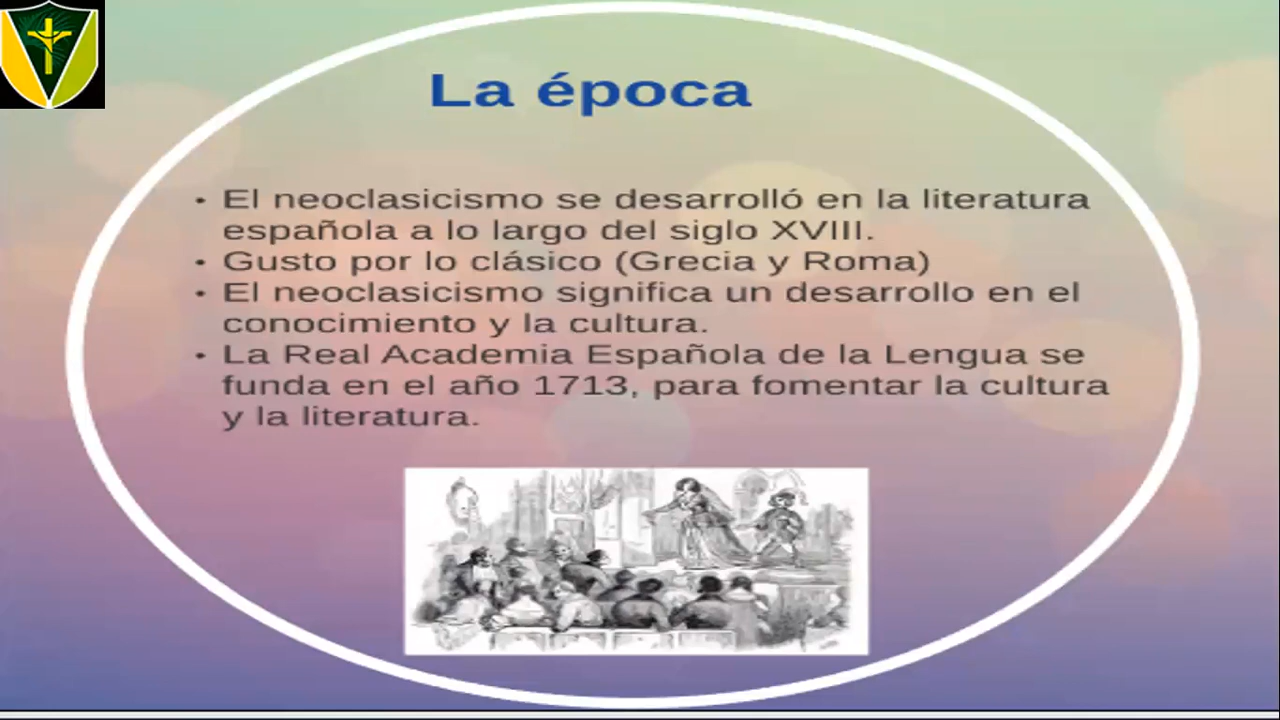 La época
• El neoclasicismo se desarrolló en la literatura
española a lo largo del siglo XVIII.
• Gusto por lo clásico (Grecia y Roma)
• El neoclasicismo significa un desarrollo en el
conocimiento y la cultura.
• La Real Academia Española de la Lengua se
funda en el año 1713, para fomentar la cultura
y la literatura.